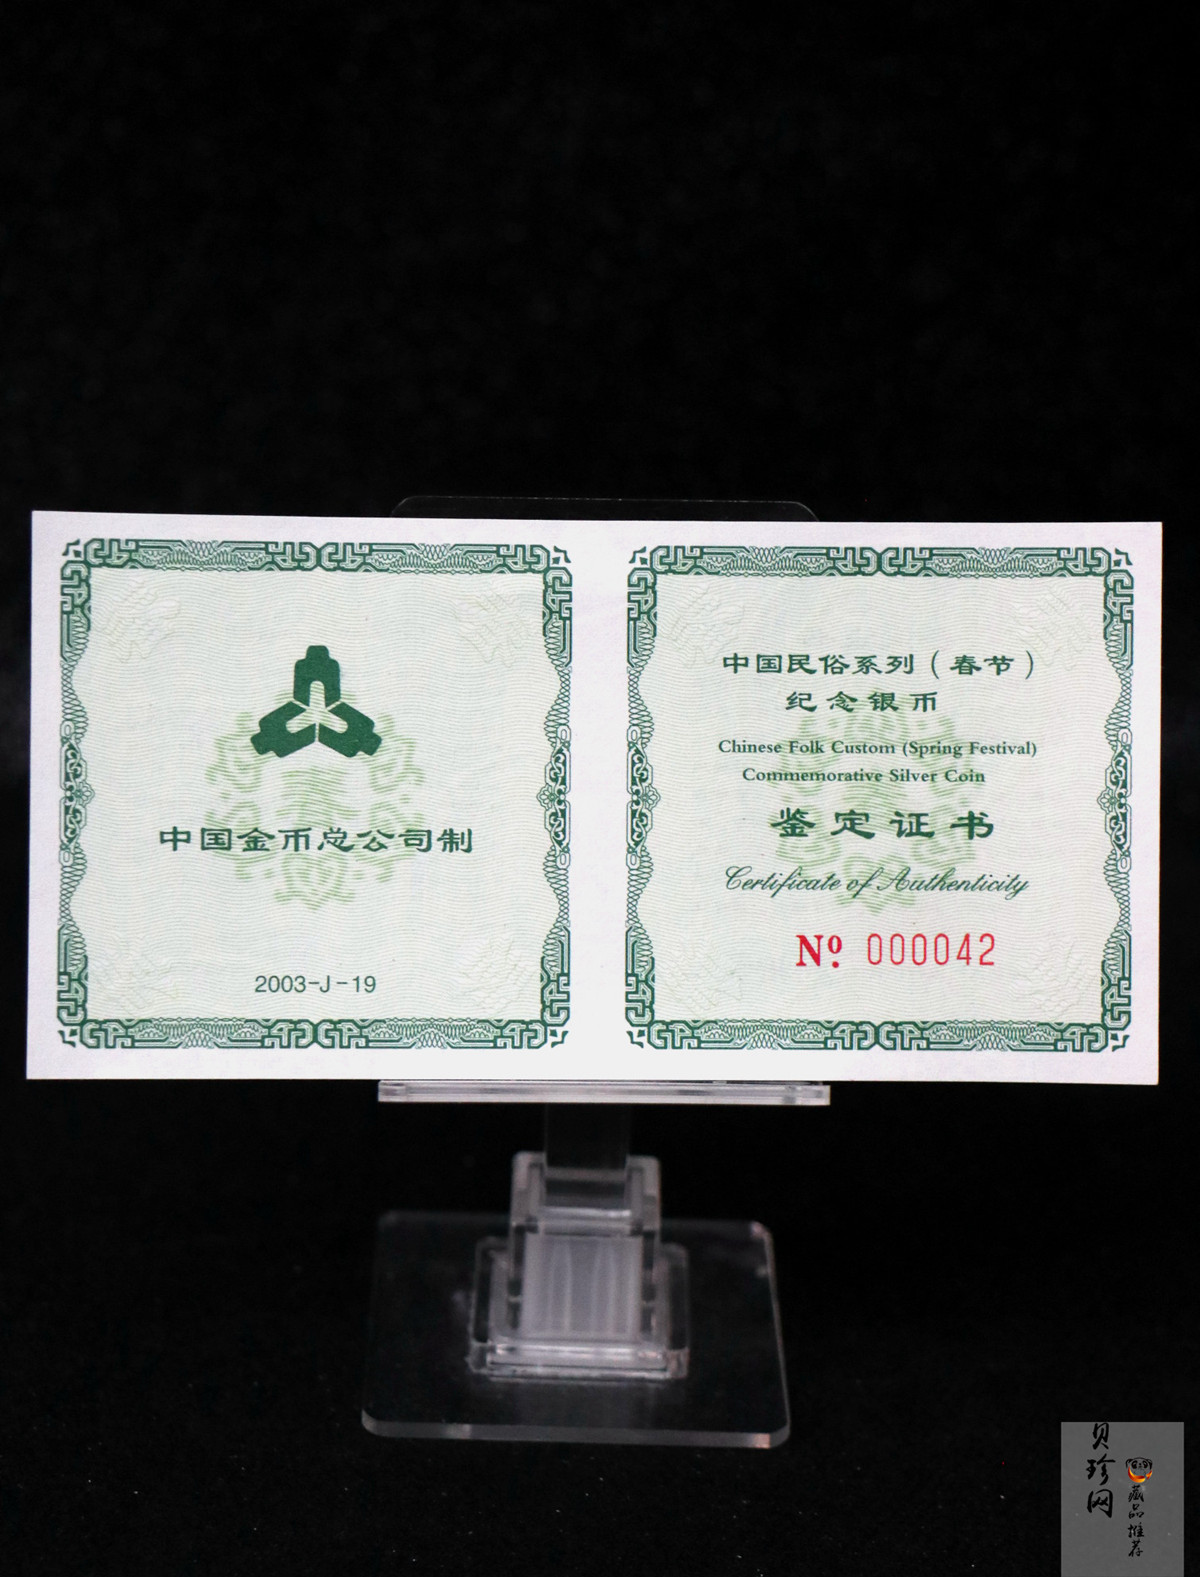 中国金币总公司制
2003-J-19
中国民俗系列（春节）
纪念银币
Chinese Folk Custom (Spring Festival)
Commemorative Silver Coin
鉴定证书
Certificate of Authenticity
Nº. 000042
贝珍网
藏品推荐